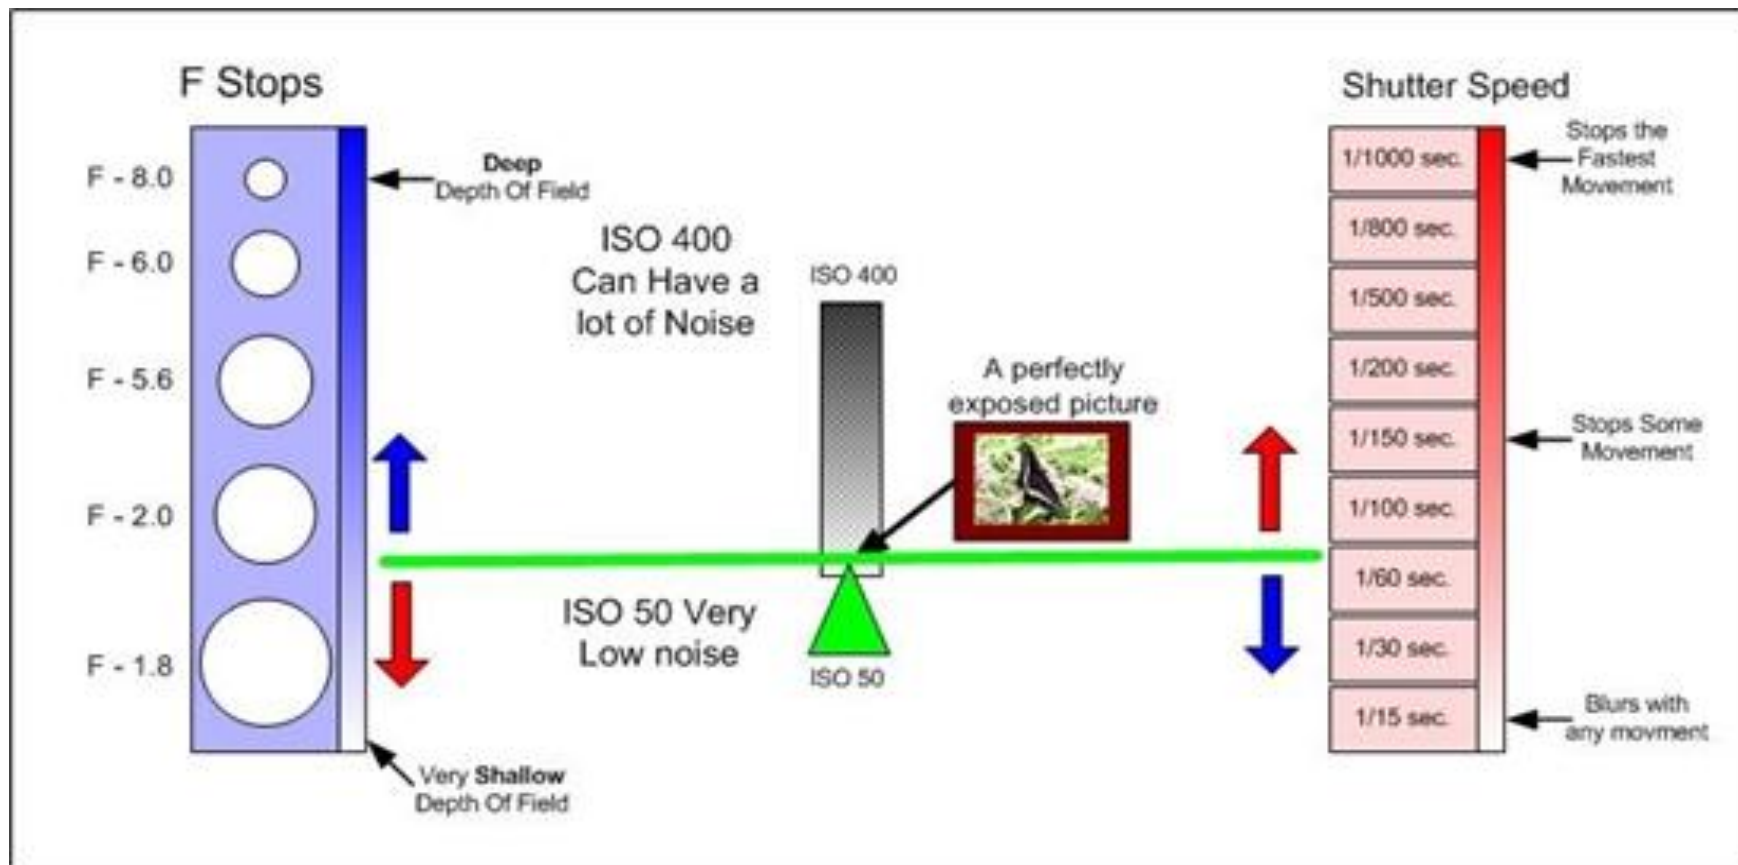 F Stops
F - 8.0
F - 6.0
F - 5.6
F - 2.0
F - 1.8
Deep
Depth Of Field
Very Shallow
Depth Of Field
ISO 400
Can Have a
lot of Noise
ISO 50 Very
Low noise
ISO 400
ISO 50
A perfectly
exposed picture
Shutter Speed
1/1000 sec.
1/800 sec.
1/500 sec.
1/200 sec.
1/150 sec.
1/100 sec.
1/60 sec.
1/30 sec.
1/15 sec.
Stops the
Fastest
Movement
Stops Some
Movement
Blurs with
any movment